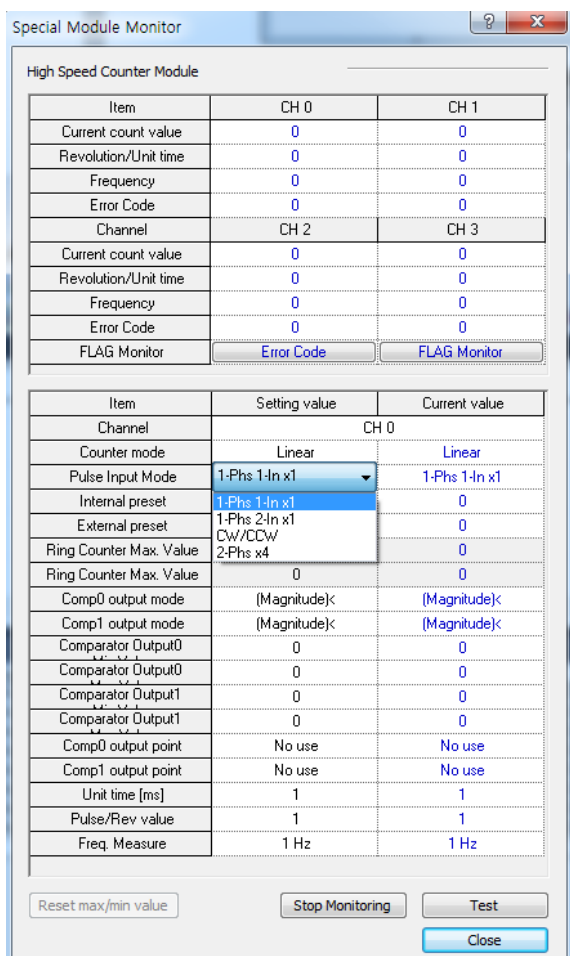 Special Module Monitor
High Speed Counter Module
Item CH 0 CH 1
Current count value 0 0
Revolution/Unit time 0 0
Frequency 0 0
Error Code 0 0
Channel CH 2 CH 3
Current count value 0 0
Revolution/Unit time 0 0
Frequency 0 0
Error Code 0 0
FLAG Monitor Error Code FLAG Monitor
Item Setting value Current value
Channel CH 0
Counter mode Linear Linear
Pulse Input Mode 1-Phs 1-In x1 1-Phs 1-In x1
Internal preset 1-Phs 1-In x1 0
External preset 1-Phs 2-In x1 0
CW/CCW
Ring Counter Max. Value 2-Phs x4 0
Ring Counter Max. Value 0 0
Comp0 output mode (Magnitude)< (Magnitude)<
Comp1 output mode (Magnitude)< (Magnitude)<
Comparator Output0 0 0
Comparator Output0 0 0
Comparator Output1 0 0
Comparator Output1 0 0
Comp0 output point No use No use
Comp1 output point No use No use
Unit time [ms] 1 1
Pulse/Rev value 1 1
Freq. Measure 1 Hz 1 Hz
Reset max/min value Stop Monitoring Test
Close